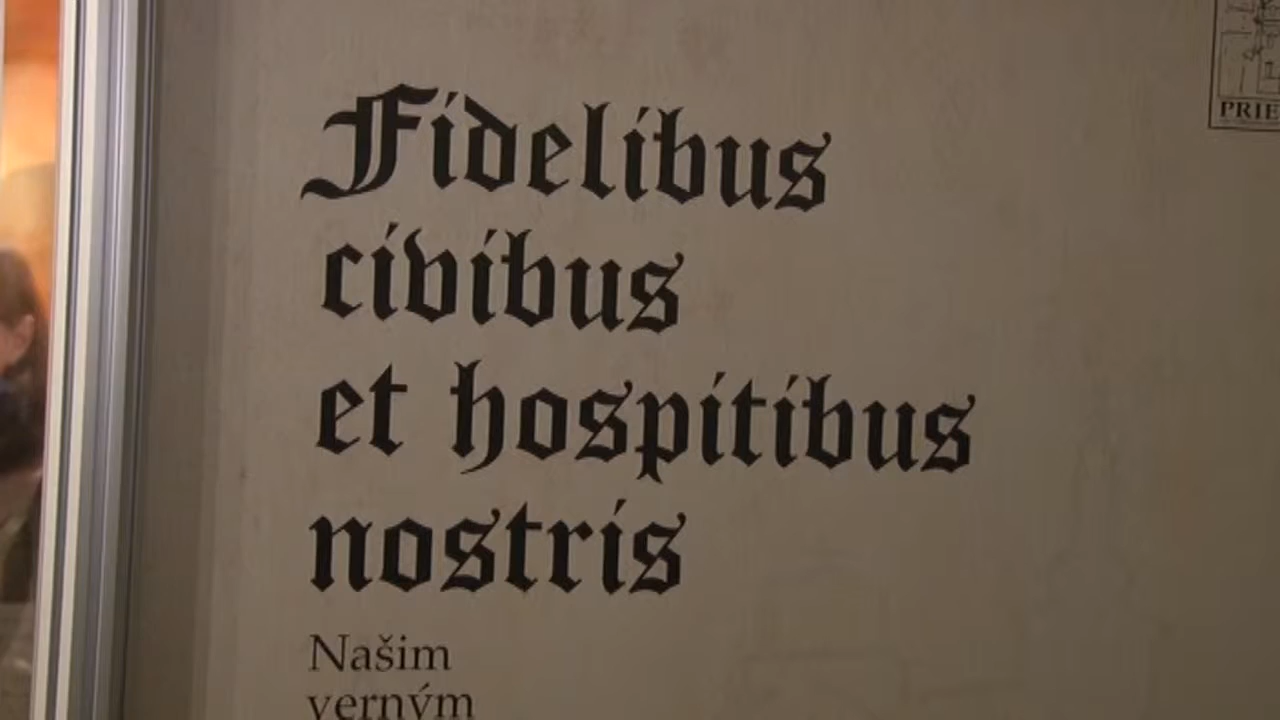 Fidelibus
civibus
et hospitibus
nostris
Našim
verným